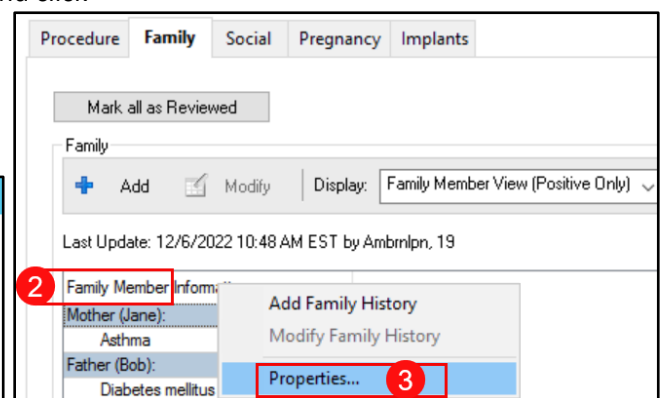 Procedure Family Social Pregnancy Implants
Mark all as Reviewed
Family
Add Modify Display: Family Member View (Positive Only)
Last Update: 12/6/2022 10:48 AM EST by Ambrnlpn, 19
2 Family Member Inform
Add Family History
Mother (Jane):
Modify Family History
Asthma
Father (Bob):
Properties... 3
Diabetes mellitus